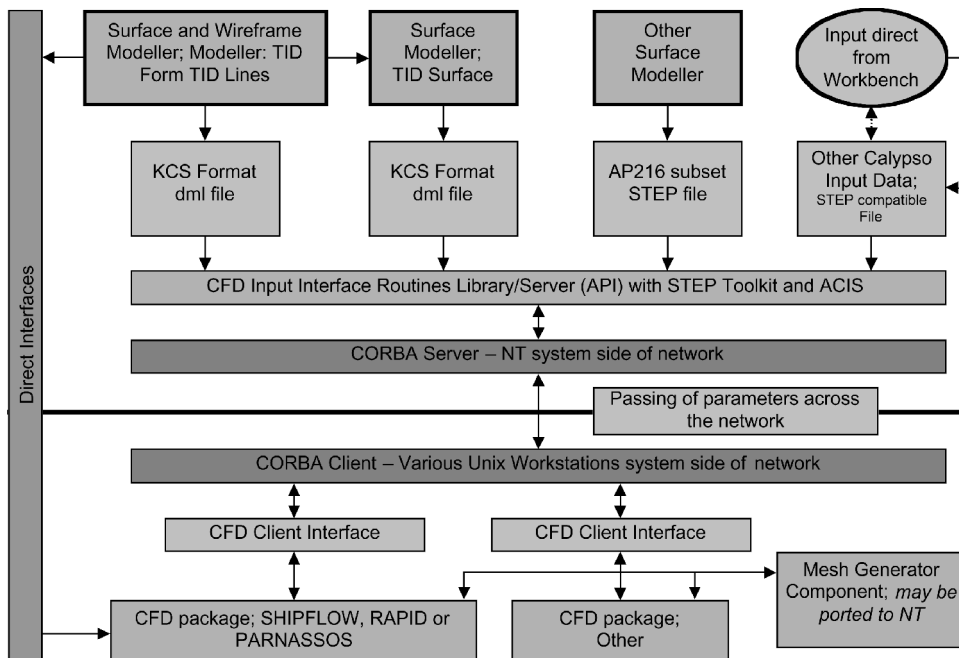 Surface and Wireframe
Modeller; Modeller: TID
Form TID Lines
Surface
Modeller;
TID Surface
Other
Surface
Modeller
Input direct
from
Workbench
KCS Format
dml file
KCS Format
dml file
AP216 subset
STEP file
Other Calypso
Input Data;
STEP compatible
File
CFD Input Interface Routines Library/Server (API) with STEP Toolkit and ACIS
CORBA Server – NT system side of network
Direct Interfaces
Passing of parameters across
the network
CORBA Client – Various Unix Workstations system side of network
CFD Client Interface
CFD Client Interface
Mesh Generator
Component; may be
ported to NT
CFD package; SHIPFLOW, RAPID or
PARNASSOS
CFD package;
Other